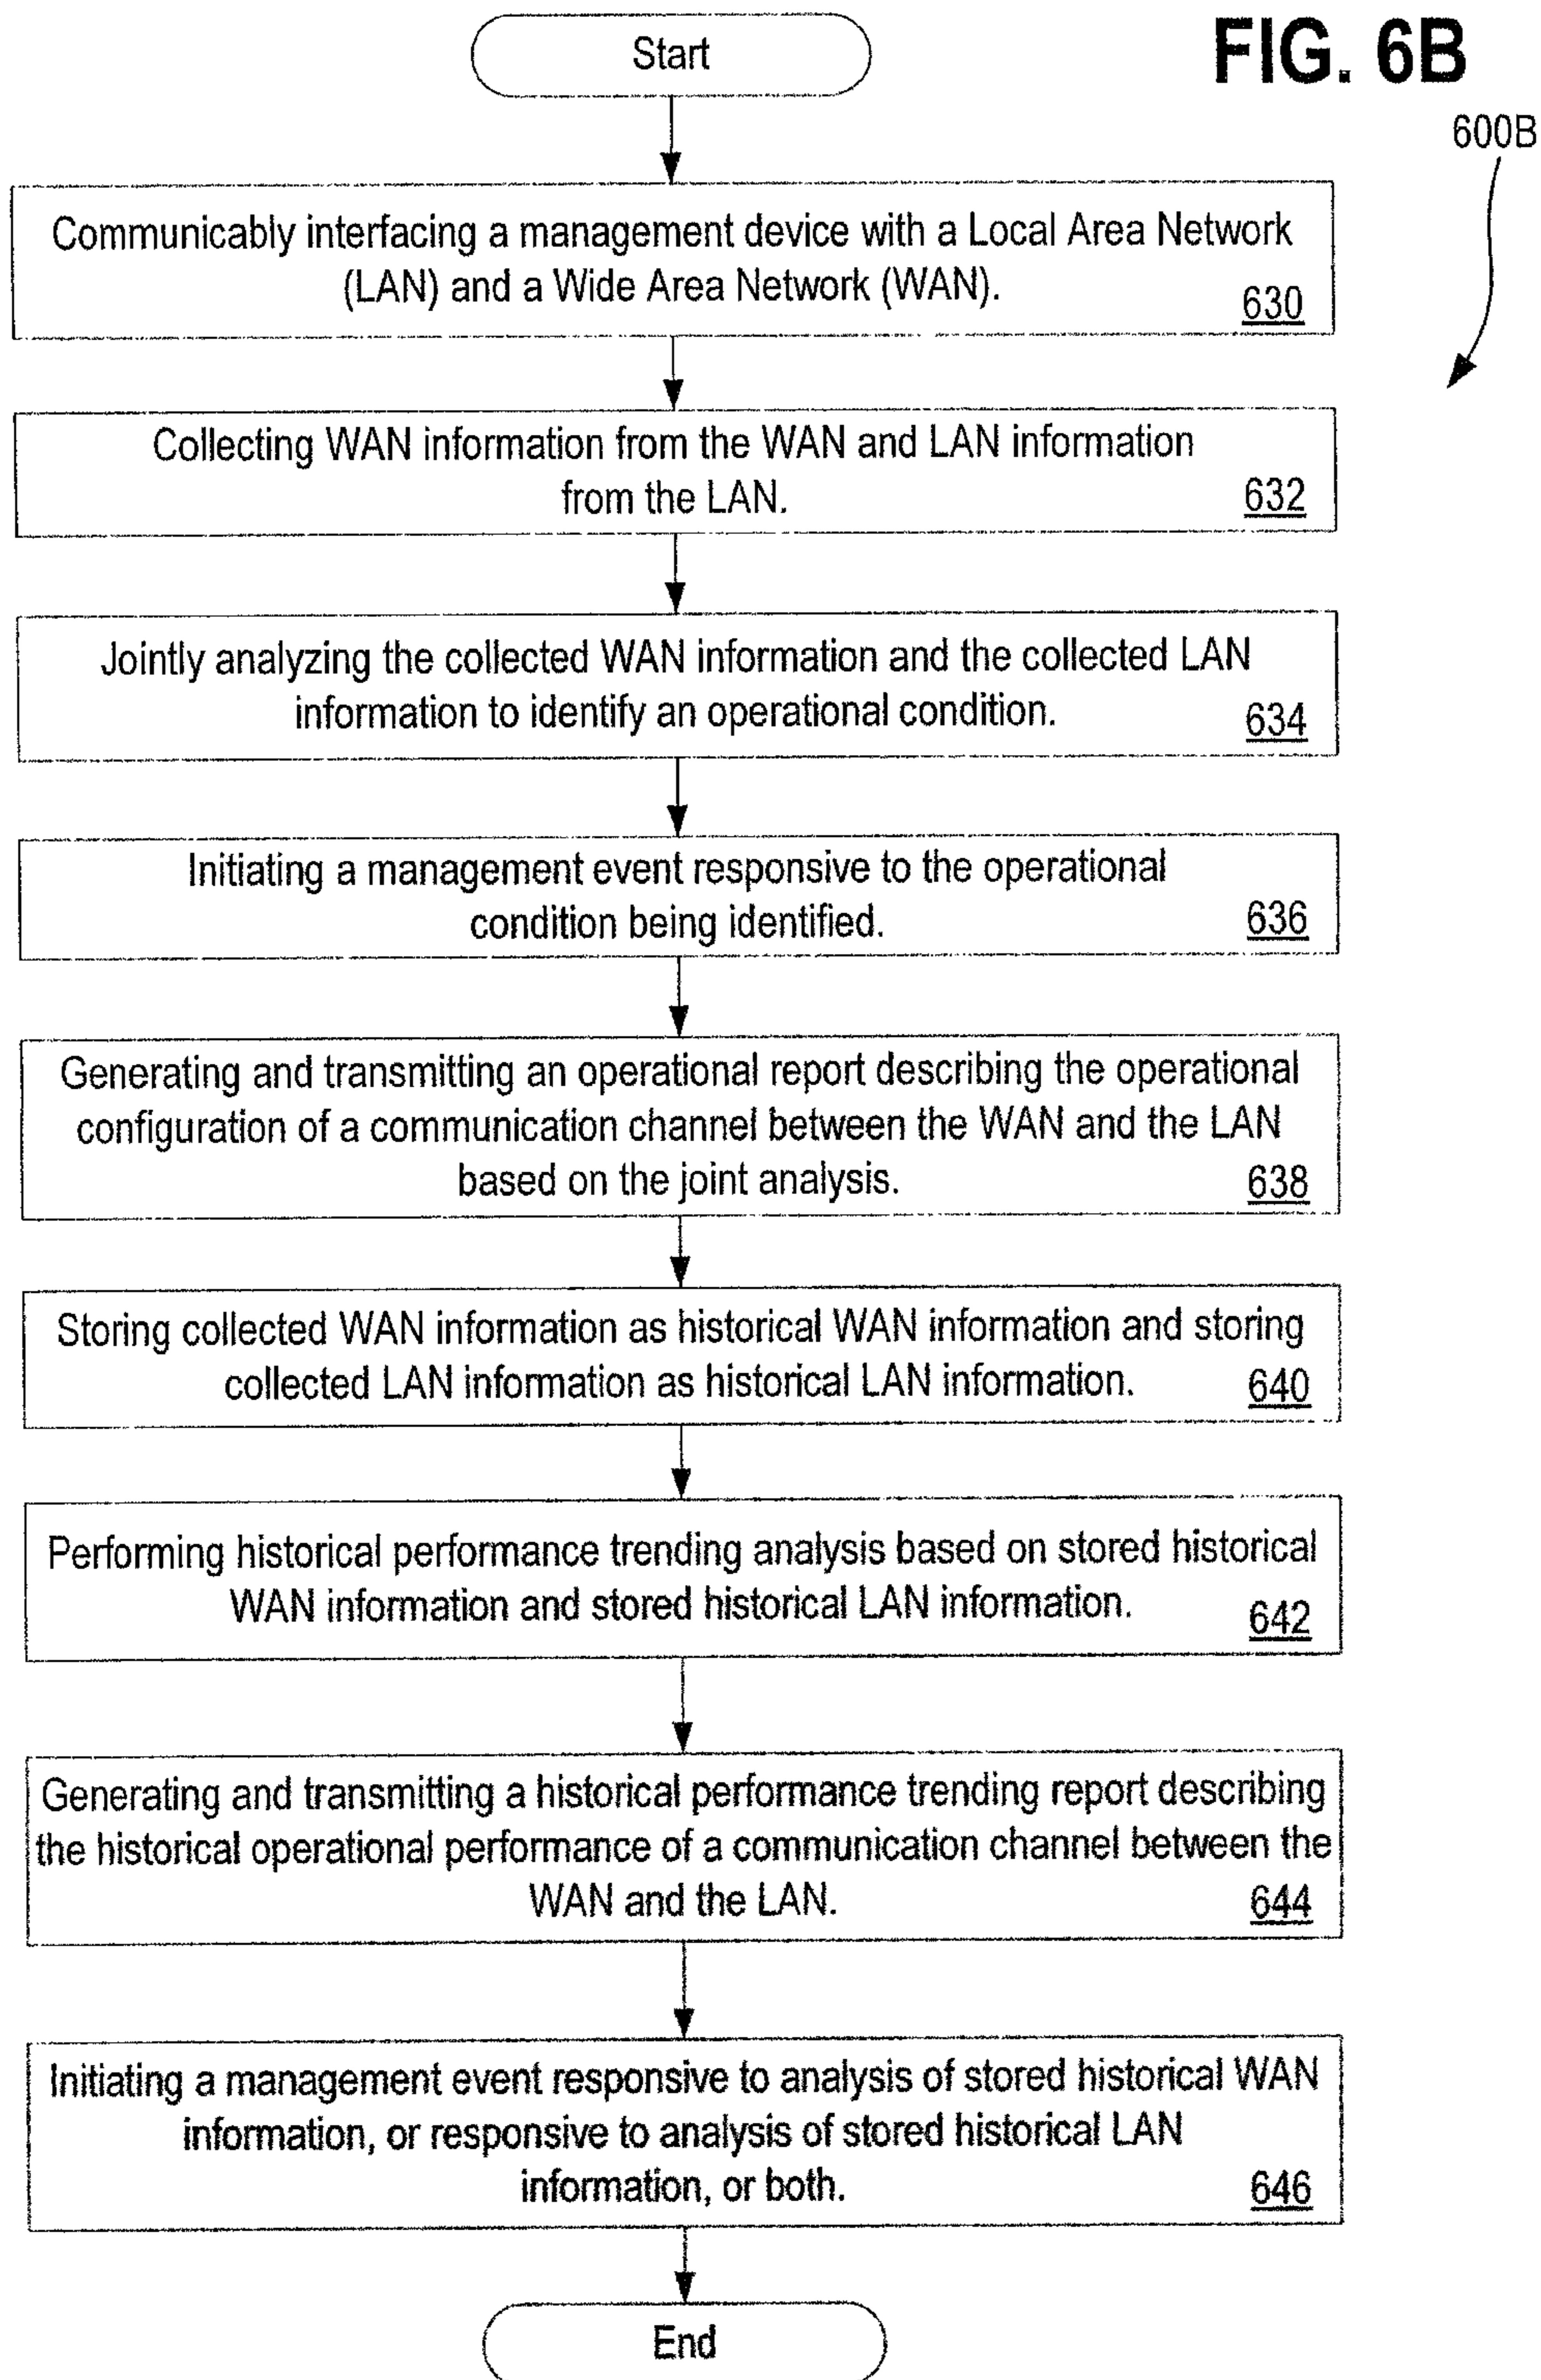 Start
FIG. 6B
600B
Communicably interfacing a management device with a Local Area Network
(LAN) and a Wide Area Network (WAN).
630
Collecting WAN information from the WAN and LAN information
from the LAN.
632
Jointly analyzing the collected WAN information and the collected LAN
information to identify an operational condition.
634
Initiating a management event responsive to the operational
condition being identified.
636
Generating and transmitting an operational report describing the operational
configuration of a communication channel between the WAN and the LAN
based on the joint analysis.
638
Storing collected WAN information as historical WAN information and storing
collected LAN information as historical LAN information.
640
Performing historical performance trending analysis based on stored historical
WAN information and stored historical LAN information.
642
Generating and transmitting a historical performance trending report describing
the historical operational performance of a communication channel between the
WAN and the LAN.
644
Initiating a management event responsive to analysis of stored historical WAN
information, or responsive to analysis of stored historical LAN
information, or both.
646
End